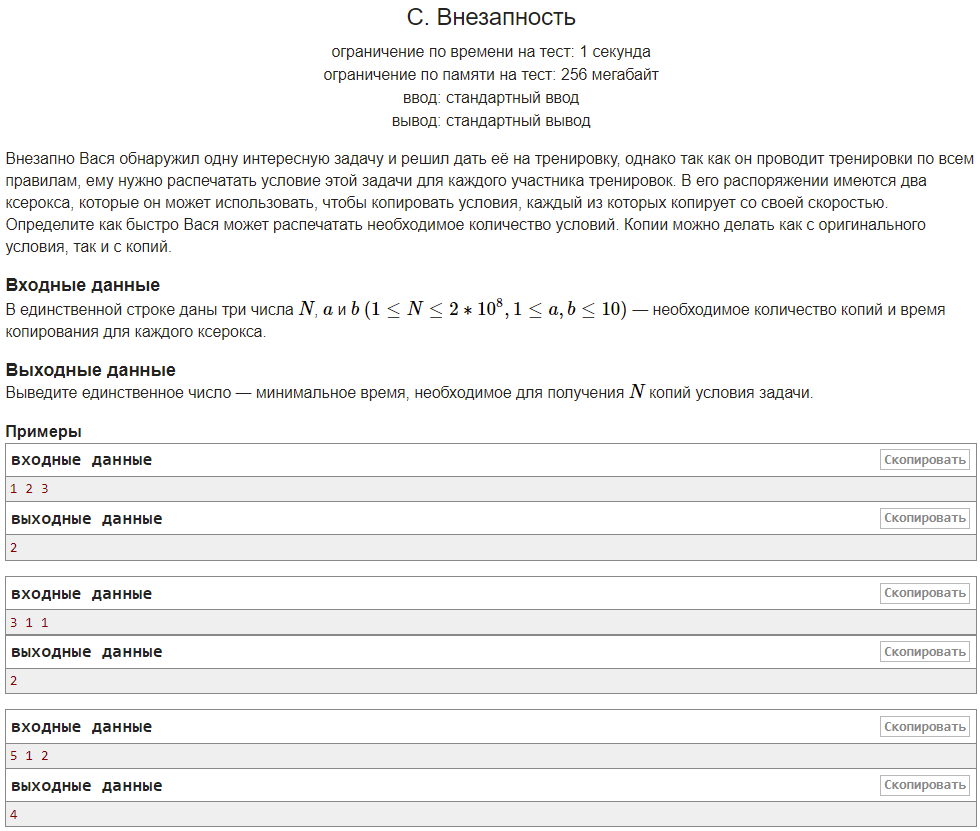 C. Внезапность
ограничение по времени на тест: 1 секунда
ограничение по памяти на тест: 256 мегабайт
ввод: стандартный ввод
вывод: стандартный вывод
Внезапно Вася обнаружил одну интересную задачу и решил дать её на тренировку, однако так как он проводит тренировки по всем
правилам, ему нужно распечатать условие этой задачи для каждого участника тренировок. В его распоряжении имеются два
ксерокса, которые он может использовать, чтобы копировать условия, каждый из которых копирует со своей скоростью.
Определите как быстро Вася может распечатать необходимое количество условий. Копии можно делать как с оригинального
условия, так и с копий.
Входные данные
В единственной строке даны три числа N, a и b (1 ≤ N ≤ 2 * 10⁸, 1 ≤ a, b ≤ 10) — необходимое количество копий и время
копирования для каждого ксерокса.
Выходные данные
Выведите единственное число — минимальное время, необходимое для получения N копий условия задачи.
Примеры
входные данные Скопировать
1 2 3
выходные данные Скопировать
2
входные данные Скопировать
3 1 1
выходные данные Скопировать
2
входные данные Скопировать
5 1 2
выходные данные Скопировать
4